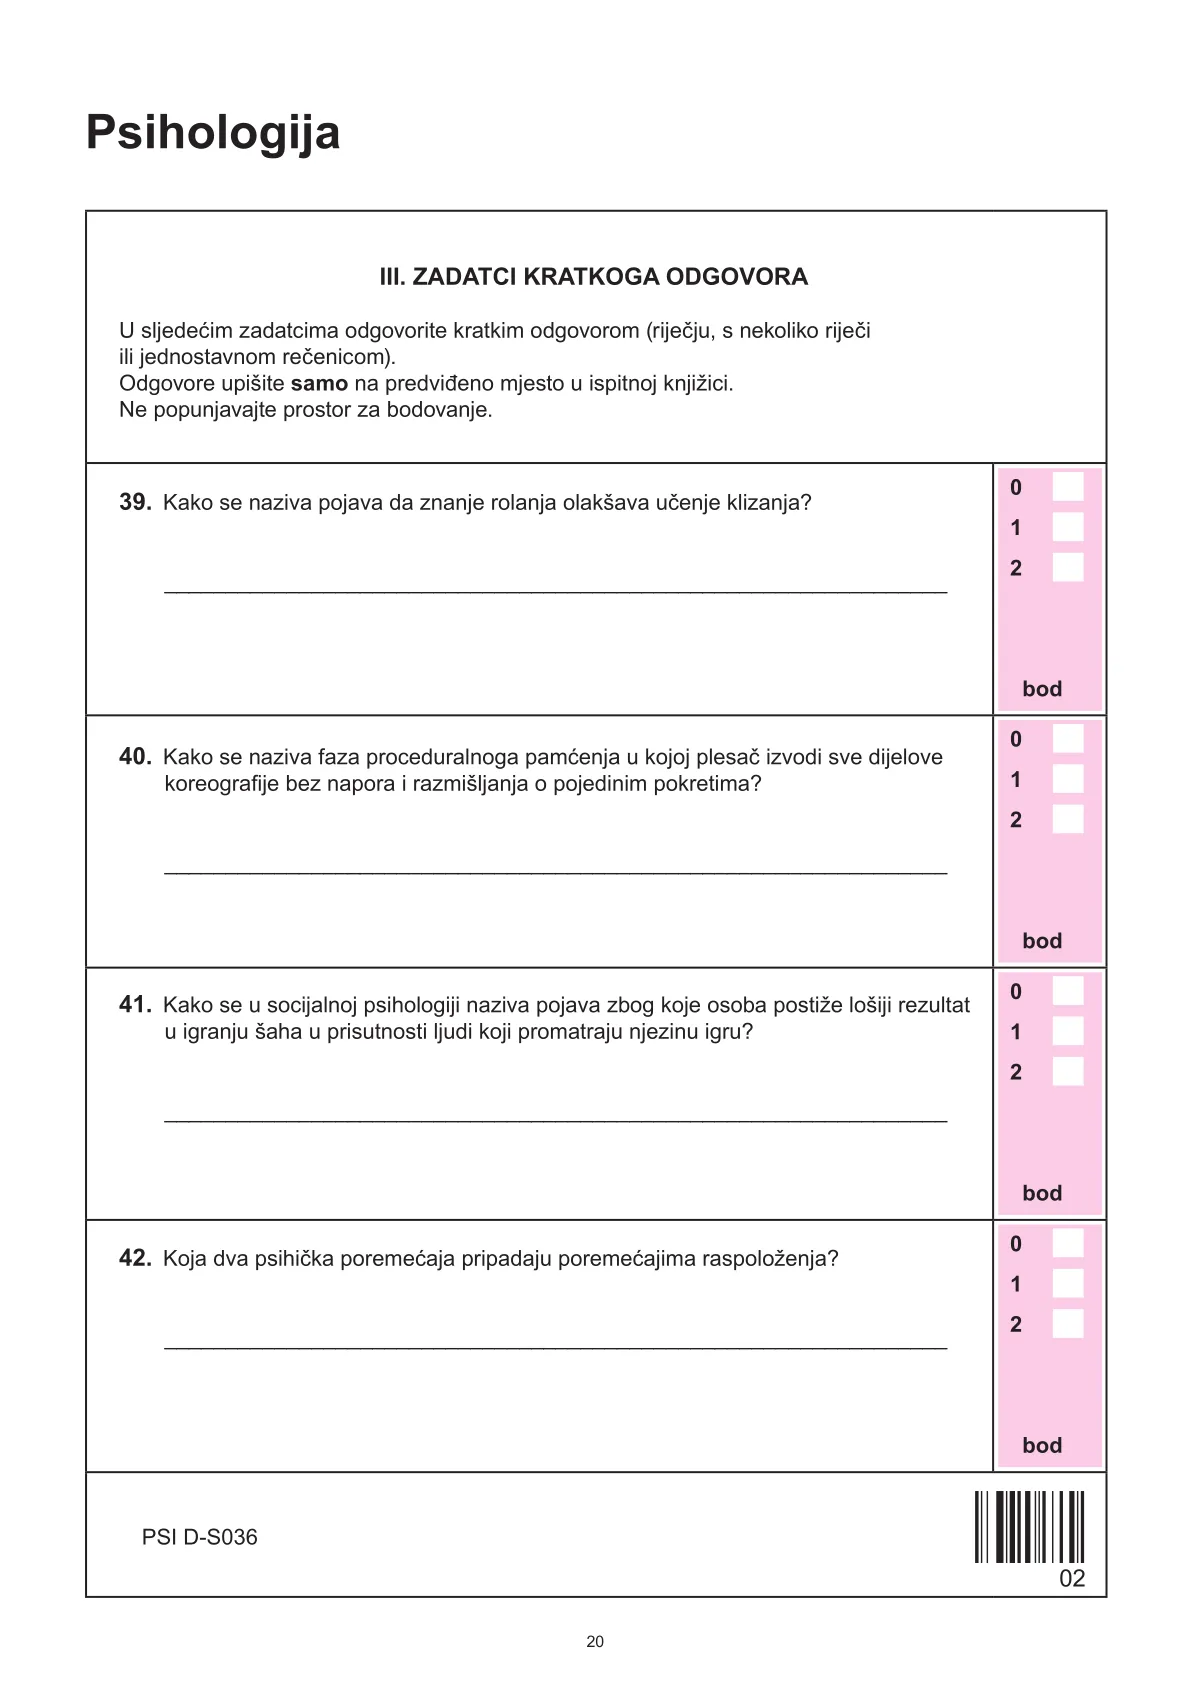 Psihologija
III. ZADATCI KRATKOGA ODGOVORA
U sljedećim zadatcima odgovorite kratkim odgovorom (riječju, s nekoliko riječi
ili jednostavnom rečenicom).
Odgovore upišite samo na predviđeno mjesto u ispitnoj knjižici.
Ne popunjavajte prostor za bodovanje.
39. Kako se naziva pojava da znanje rolanja olakšava učenje klizanja?
0
1
2
bod
40. Kako se naziva faza proceduralnoga pamćenja u kojoj plesač izvodi sve dijelove
koreografije bez napora i razmišljanja o pojedinim pokretima?
0
1
2
bod
41. Kako se u socijalnoj psihologiji naziva pojava zbog koje osoba postiže lošiji rezultat
u igranju šaha u prisutnosti ljudi koji promatraju njezinu igru?
0
1
2
bod
42. Koja dva psihička poremećaja pripadaju poremećajima raspoloženja?
0
1
2
bod
PSI D-S036
02
20